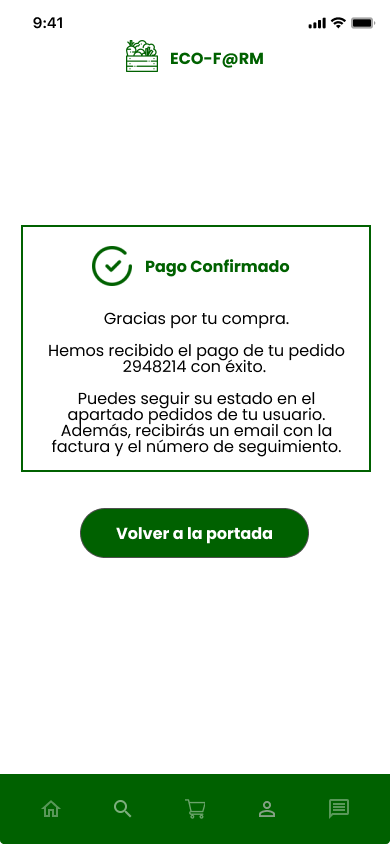 9:41
ECO-F@RM
Pago Confirmado
Gracias por tu compra.
Hemos recibido el pago de tu pedido
2948214 con éxito.
Puedes seguir su estado en el
apartado pedidos de tu usuario.
Además, recibirás un email con la
factura y el número de seguimiento.
Volver a la portada